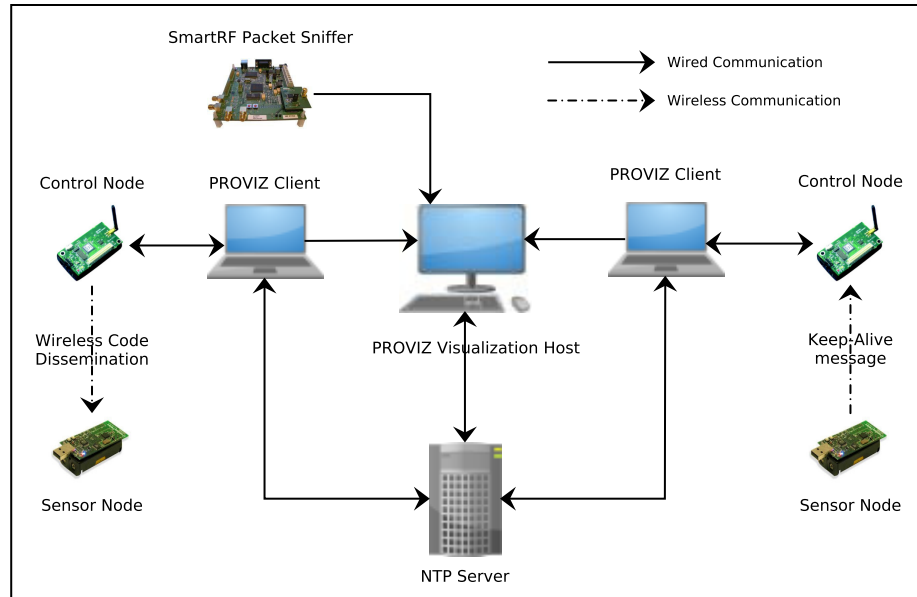 SmartRF Packet Sniffer
Wired Communication
Wireless Communication
Control Node
PROVIZ Client
PROVIZ Client
Control Node
Wireless Code
Dissemination
PROVIZ Visualization Host
Keep-Alive
message
Sensor Node
Sensor Node
NTP Server